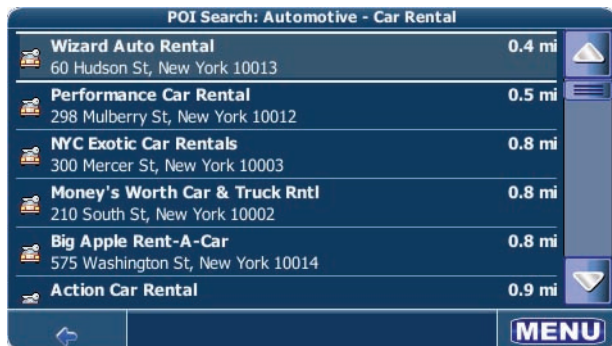 POI Search: Automotive - Car Rental
Wizard Auto Rental 0.4 mi
60 Hudson St, New York 10013
Performance Car Rental 0.5 mi
298 Mulberry St, New York 10012
NYC Exotic Car Rentals 0.8 mi
300 Mercer St, New York 10003
Money's Worth Car & Truck Rntl 0.8 mi
210 South St, New York 10002
Big Apple Rent-A-Car 0.8 mi
575 Washington St, New York 10014
Action Car Rental 0.9 mi
MENU